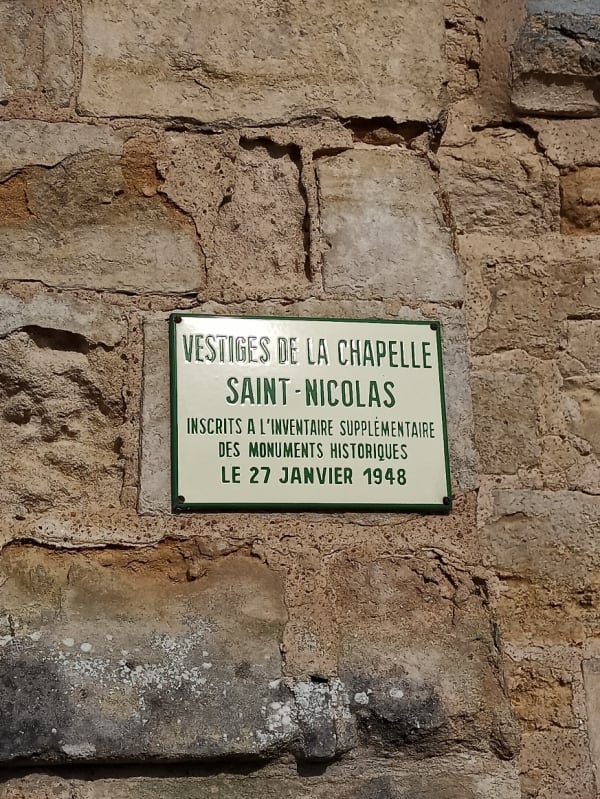 VESTIGES DE LA CHAPELLE
SAINT-NICOLAS
INSCRITS A L'INVENTAIRE SUPPLÉMENTAIRE
DES MONUMENTS HISTORIQUES
LE 27 JANVIER 1948